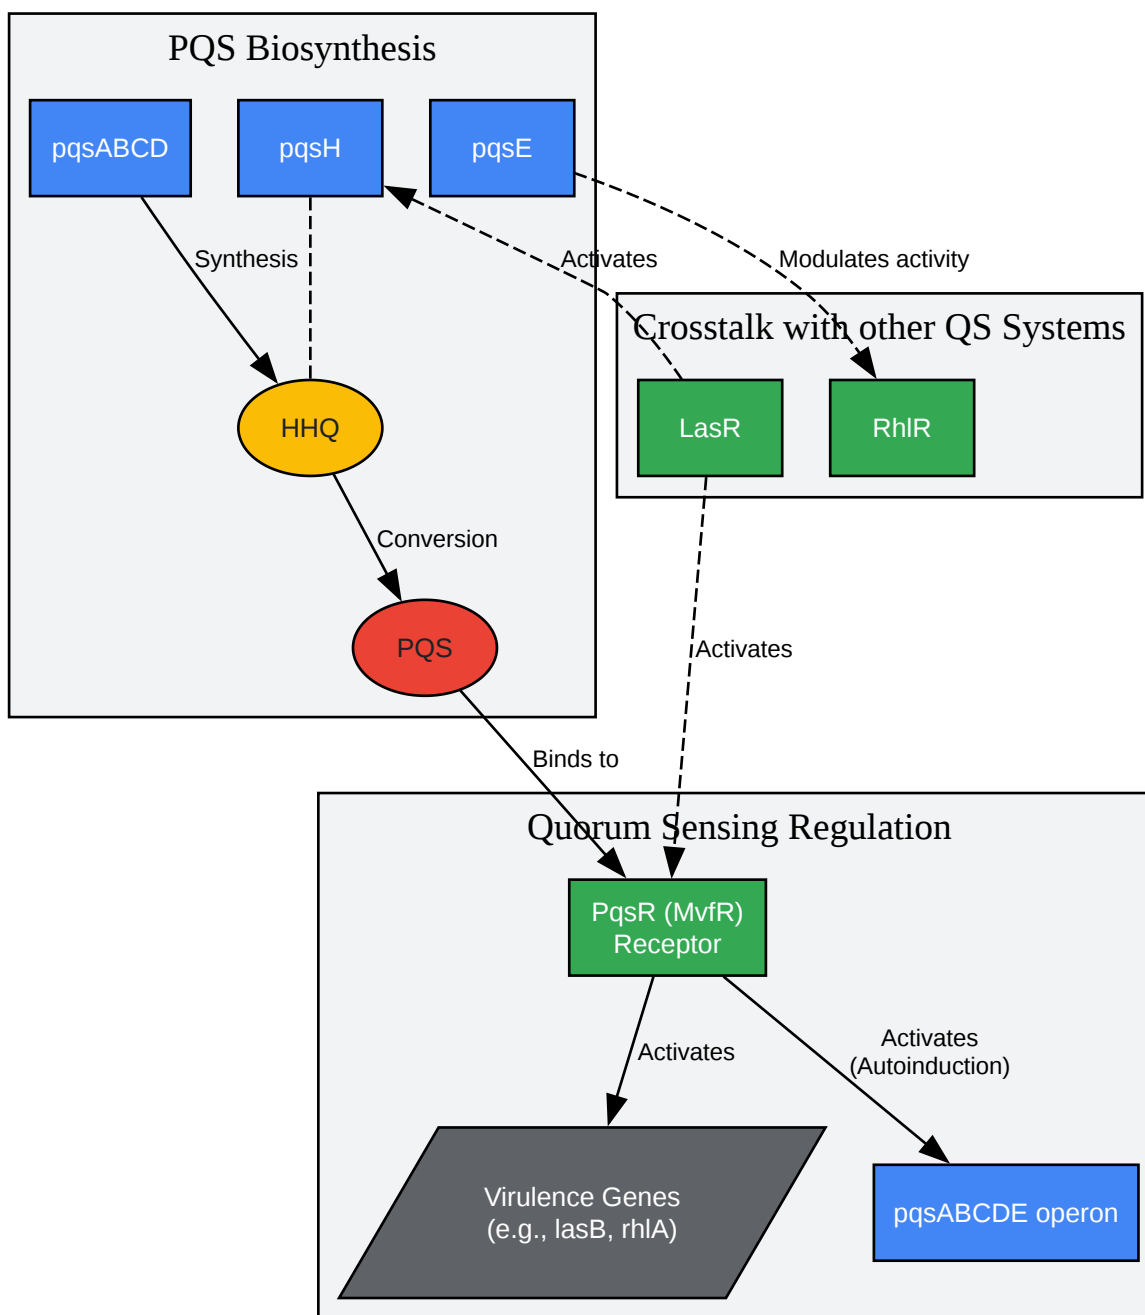 PQS Biosynthesis
pqsABCD
pqsH
pqsE
Synthesis
Activates
Modulates activity
Crosstalk with other QS Systems
HHQ
LasR
RhlR
Conversion
PQS
Activates
Binds to
Quorum Sensing Regulation
PqsR (MvfR)
Receptor
Activates
Activates
(Autoinduction)
Virulence Genes
(e.g., lasB, rhlA)
pqsABCDE operon